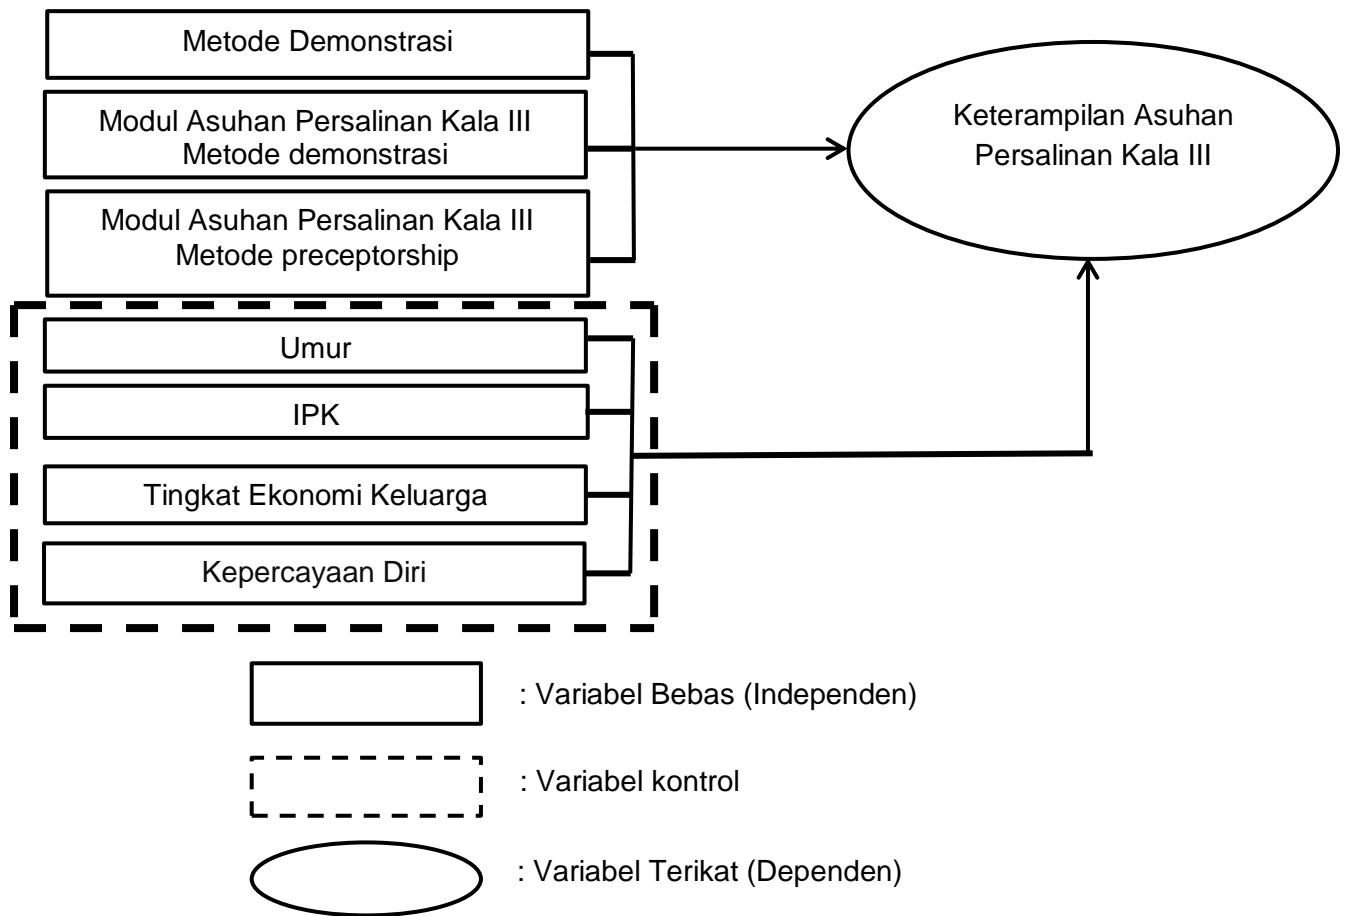 Metode Demonstrasi
Modul Asuhan Persalinan Kala III
Metode demonstrasi
Modul Asuhan Persalinan Kala III
Metode preceptorship
Keterampilan Asuhan
Persalinan Kala III
Umur
IPK
Tingkat Ekonomi Keluarga
Kepercayaan Diri
: Variabel Bebas (Independen)
: Variabel kontrol
: Variabel Terikat (Dependen)